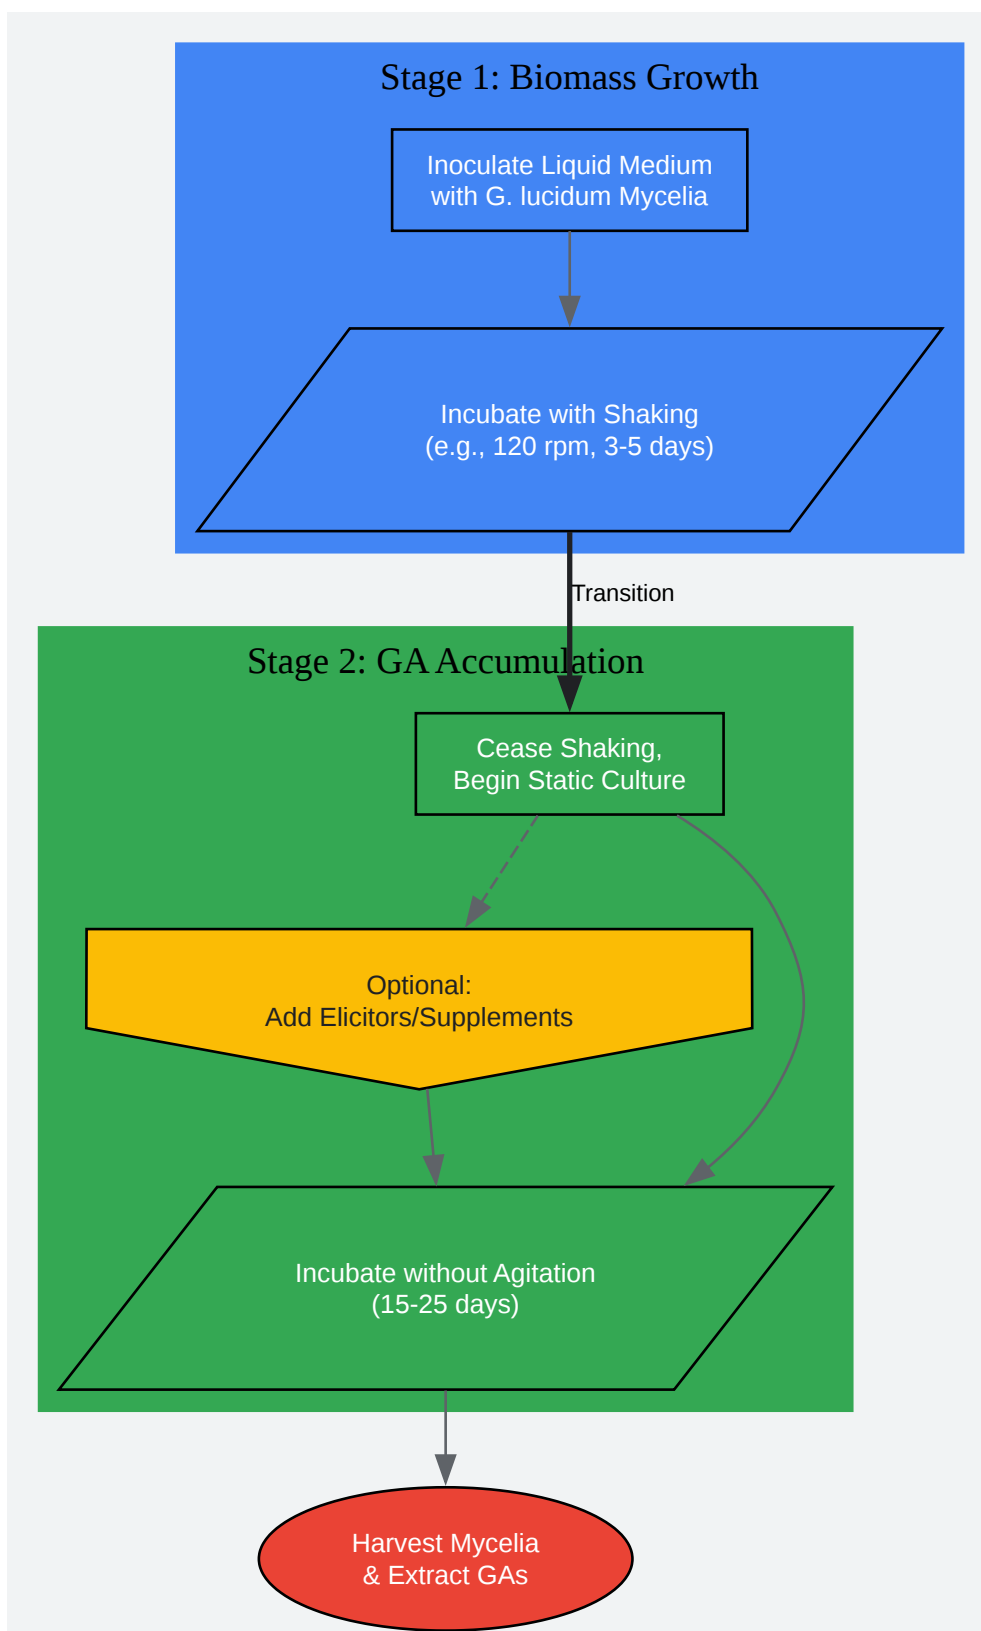 Stage 1: Biomass Growth
Inoculate Liquid Medium
with G. lucidum Mycelia
Incubate with Shaking
(e.g., 120 rpm, 3-5 days)
Transition
Stage 2: GA Accumulation
Cease Shaking,
Begin Static Culture
Optional:
Add Elicitors/Supplements
Incubate without Agitation
(15-25 days)
Harvest Mycelia
& Extract GAs